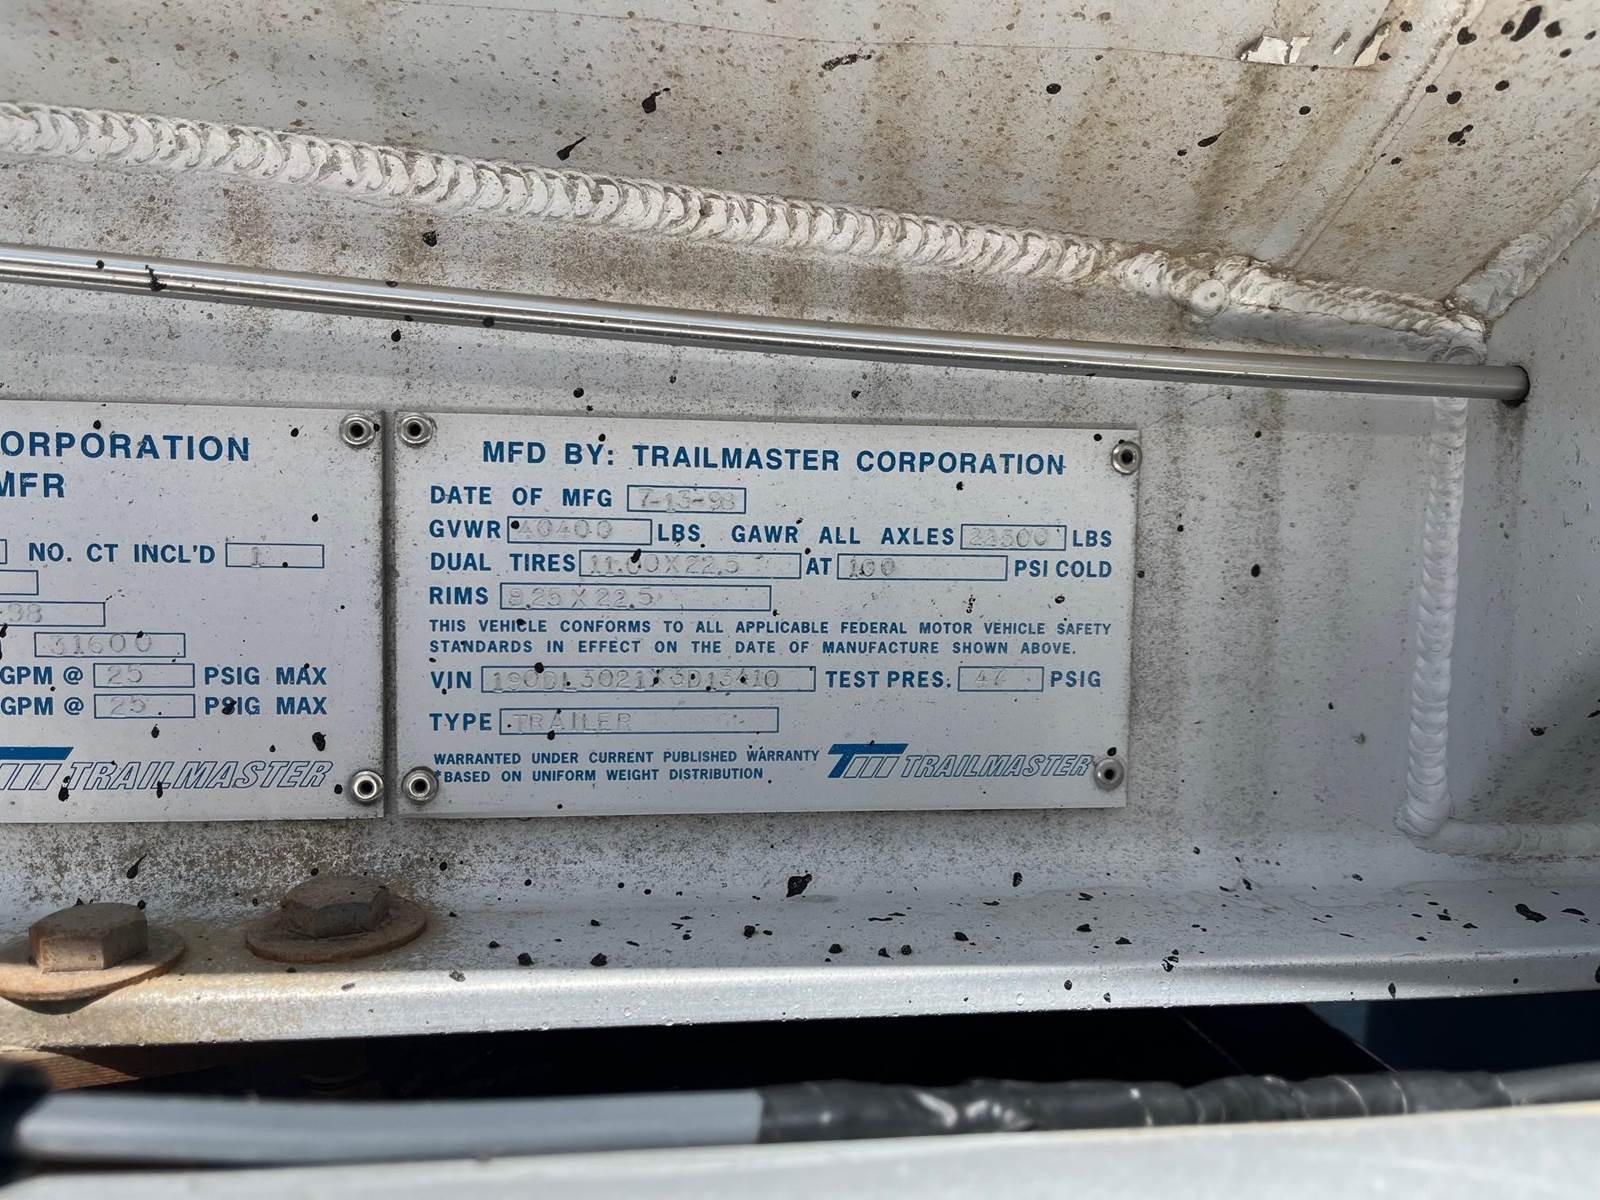 ORPORATION
MFR
NO. CT INCL'D 1
-98
31600
GPM @ 25 PSIG MAX
GPM @ 25 PSIG MAX
TRAILMASTER
MFD BY: TRAILMASTER CORPORATION
DATE OF MFG 7-13-98
GVWR 40400 LBS GAWR ALL AXLES LBS
DUAL TIRES 11.00X22.5 AT 100 PSI COLD
RIMS 8.25 X 22.5
THIS VEHICLE CONFORMS TO ALL APPLICABLE FEDERAL MOTOR VEHICLE SAFETY
STANDARDS IN EFFECT ON THE DATE OF MANUFACTURE SHOWN ABOVE.
VIN TEST PRES. PSIG
TYPE TRAILER
WARRANTED UNDER CURRENT PUBLISHED WARRANTY
*BASED ON UNIFORM WEIGHT DISTRIBUTION
TM TRAILMASTER